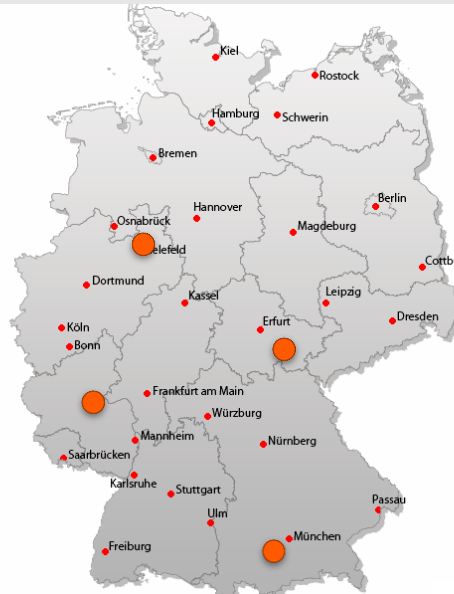 Kiel
Rostock
Hamburg
Schwerin
Bremen
Berlin
Hannover
Osnabrück
Magdeburg
elefeld
Cottb
Dortmund
Kassel
Leipzig
Erfurt
Dresden
Köln
Bonn
Frankfurt am Main
Würzburg
Mannheim
Nürnberg
Saarbrücken
Karlsruhe
Stuttgart
Passau
Ulm
München
Freiburg